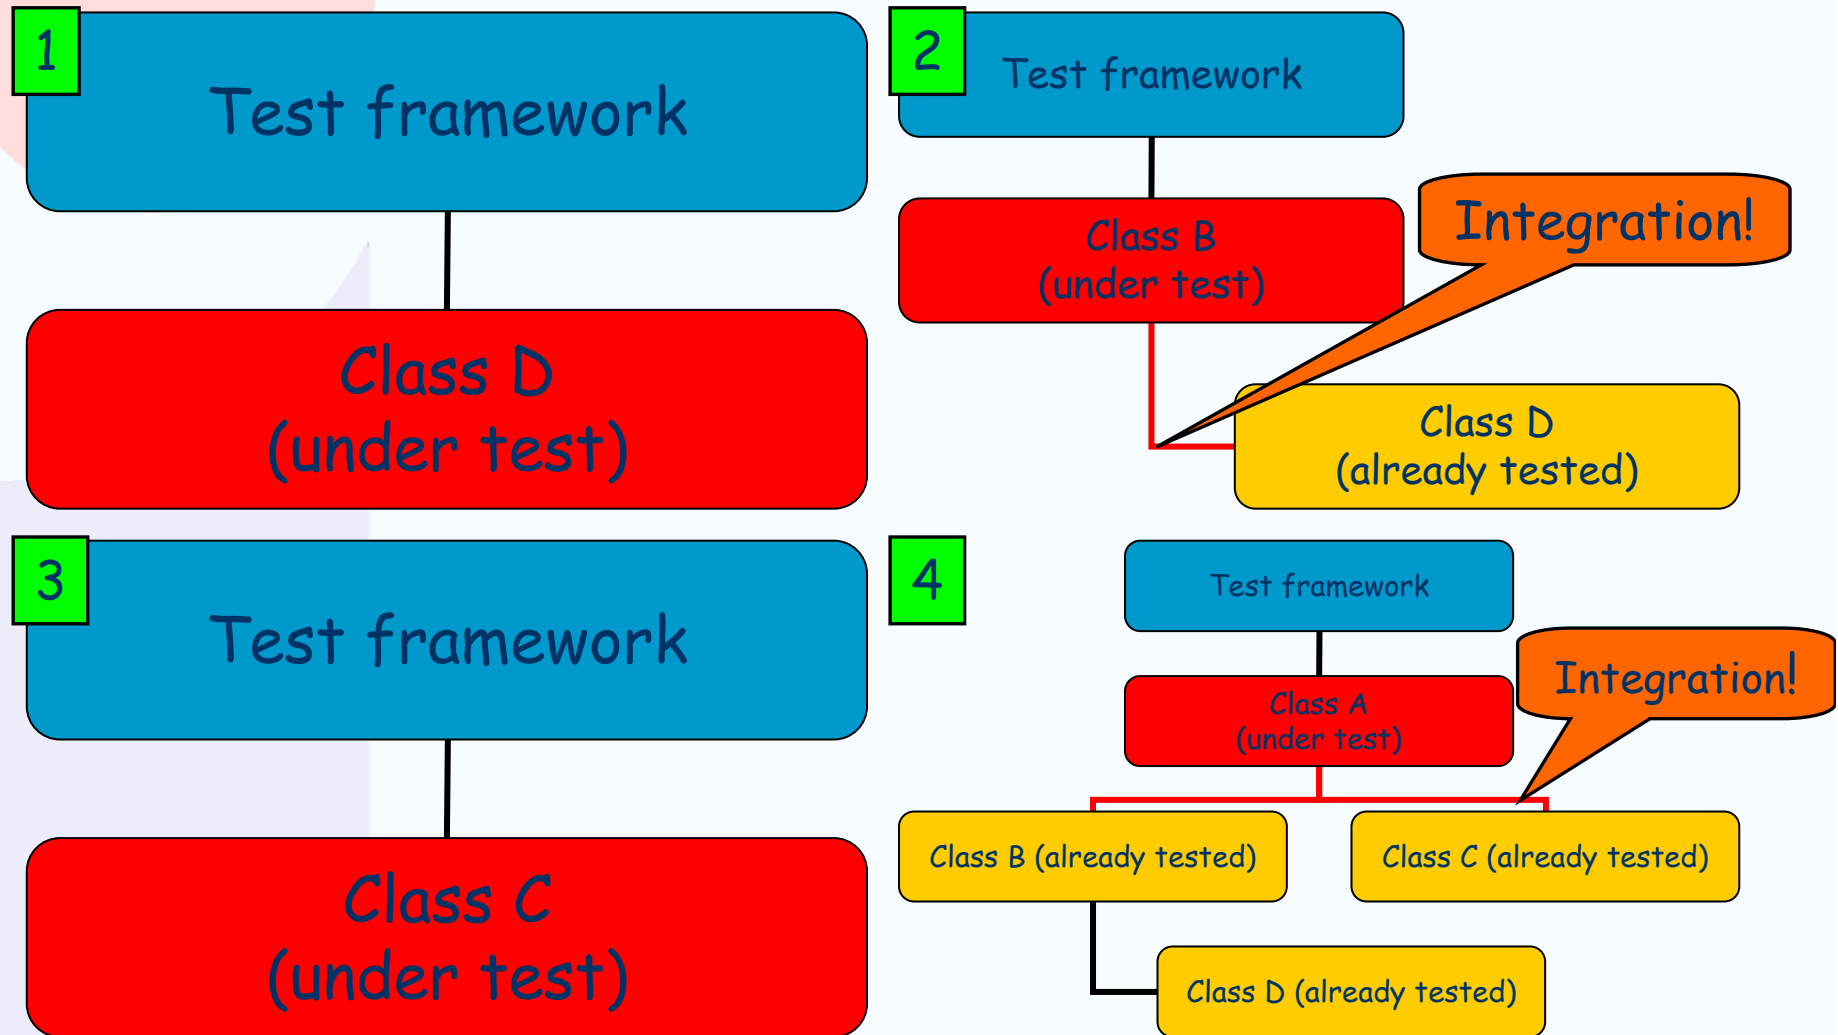 1
Test framework
Class D
(under test)
2
Test framework
Class B
(under test)
Integration!
Class D
(already tested)
3
Test framework
Class C
(under test)
4
Test framework
Class A
(under test)
Integration!
Class B (already tested)
Class C (already tested)
Class D (already tested)